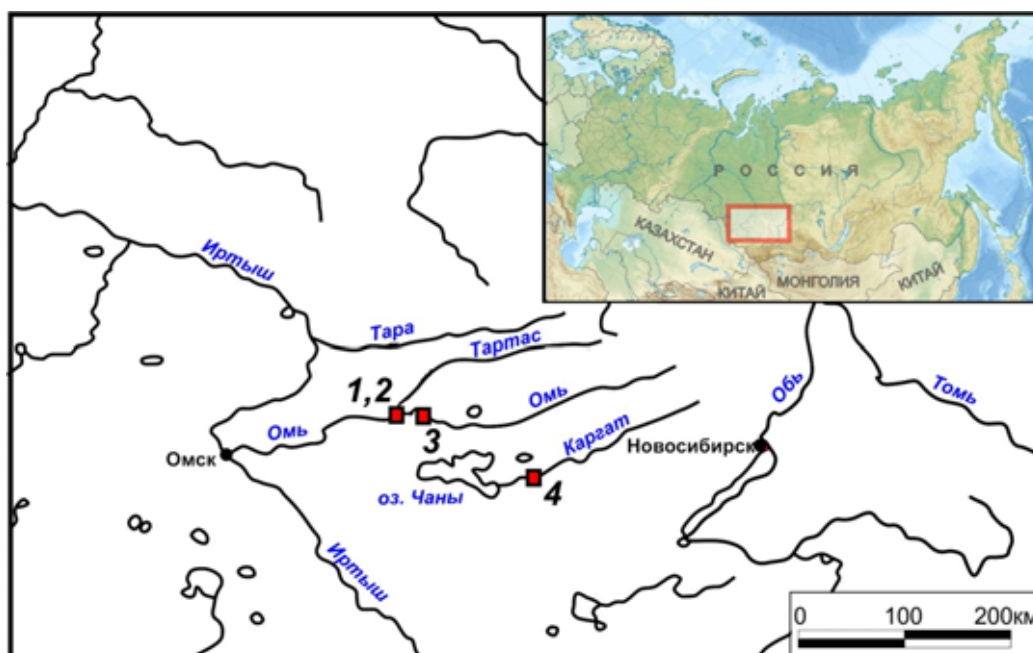 РОССИЯ
КАЗАХСТАН
МОНГОЛИЯ
КИТАЙ
КИТАЙ
Иртыш
Тара
Тартас
1,2
Омь
Омь
3
Обь
Томь
Каргат
Новосибирск
Омск
4
оз. Чаны
Иртыш
0 100 200км